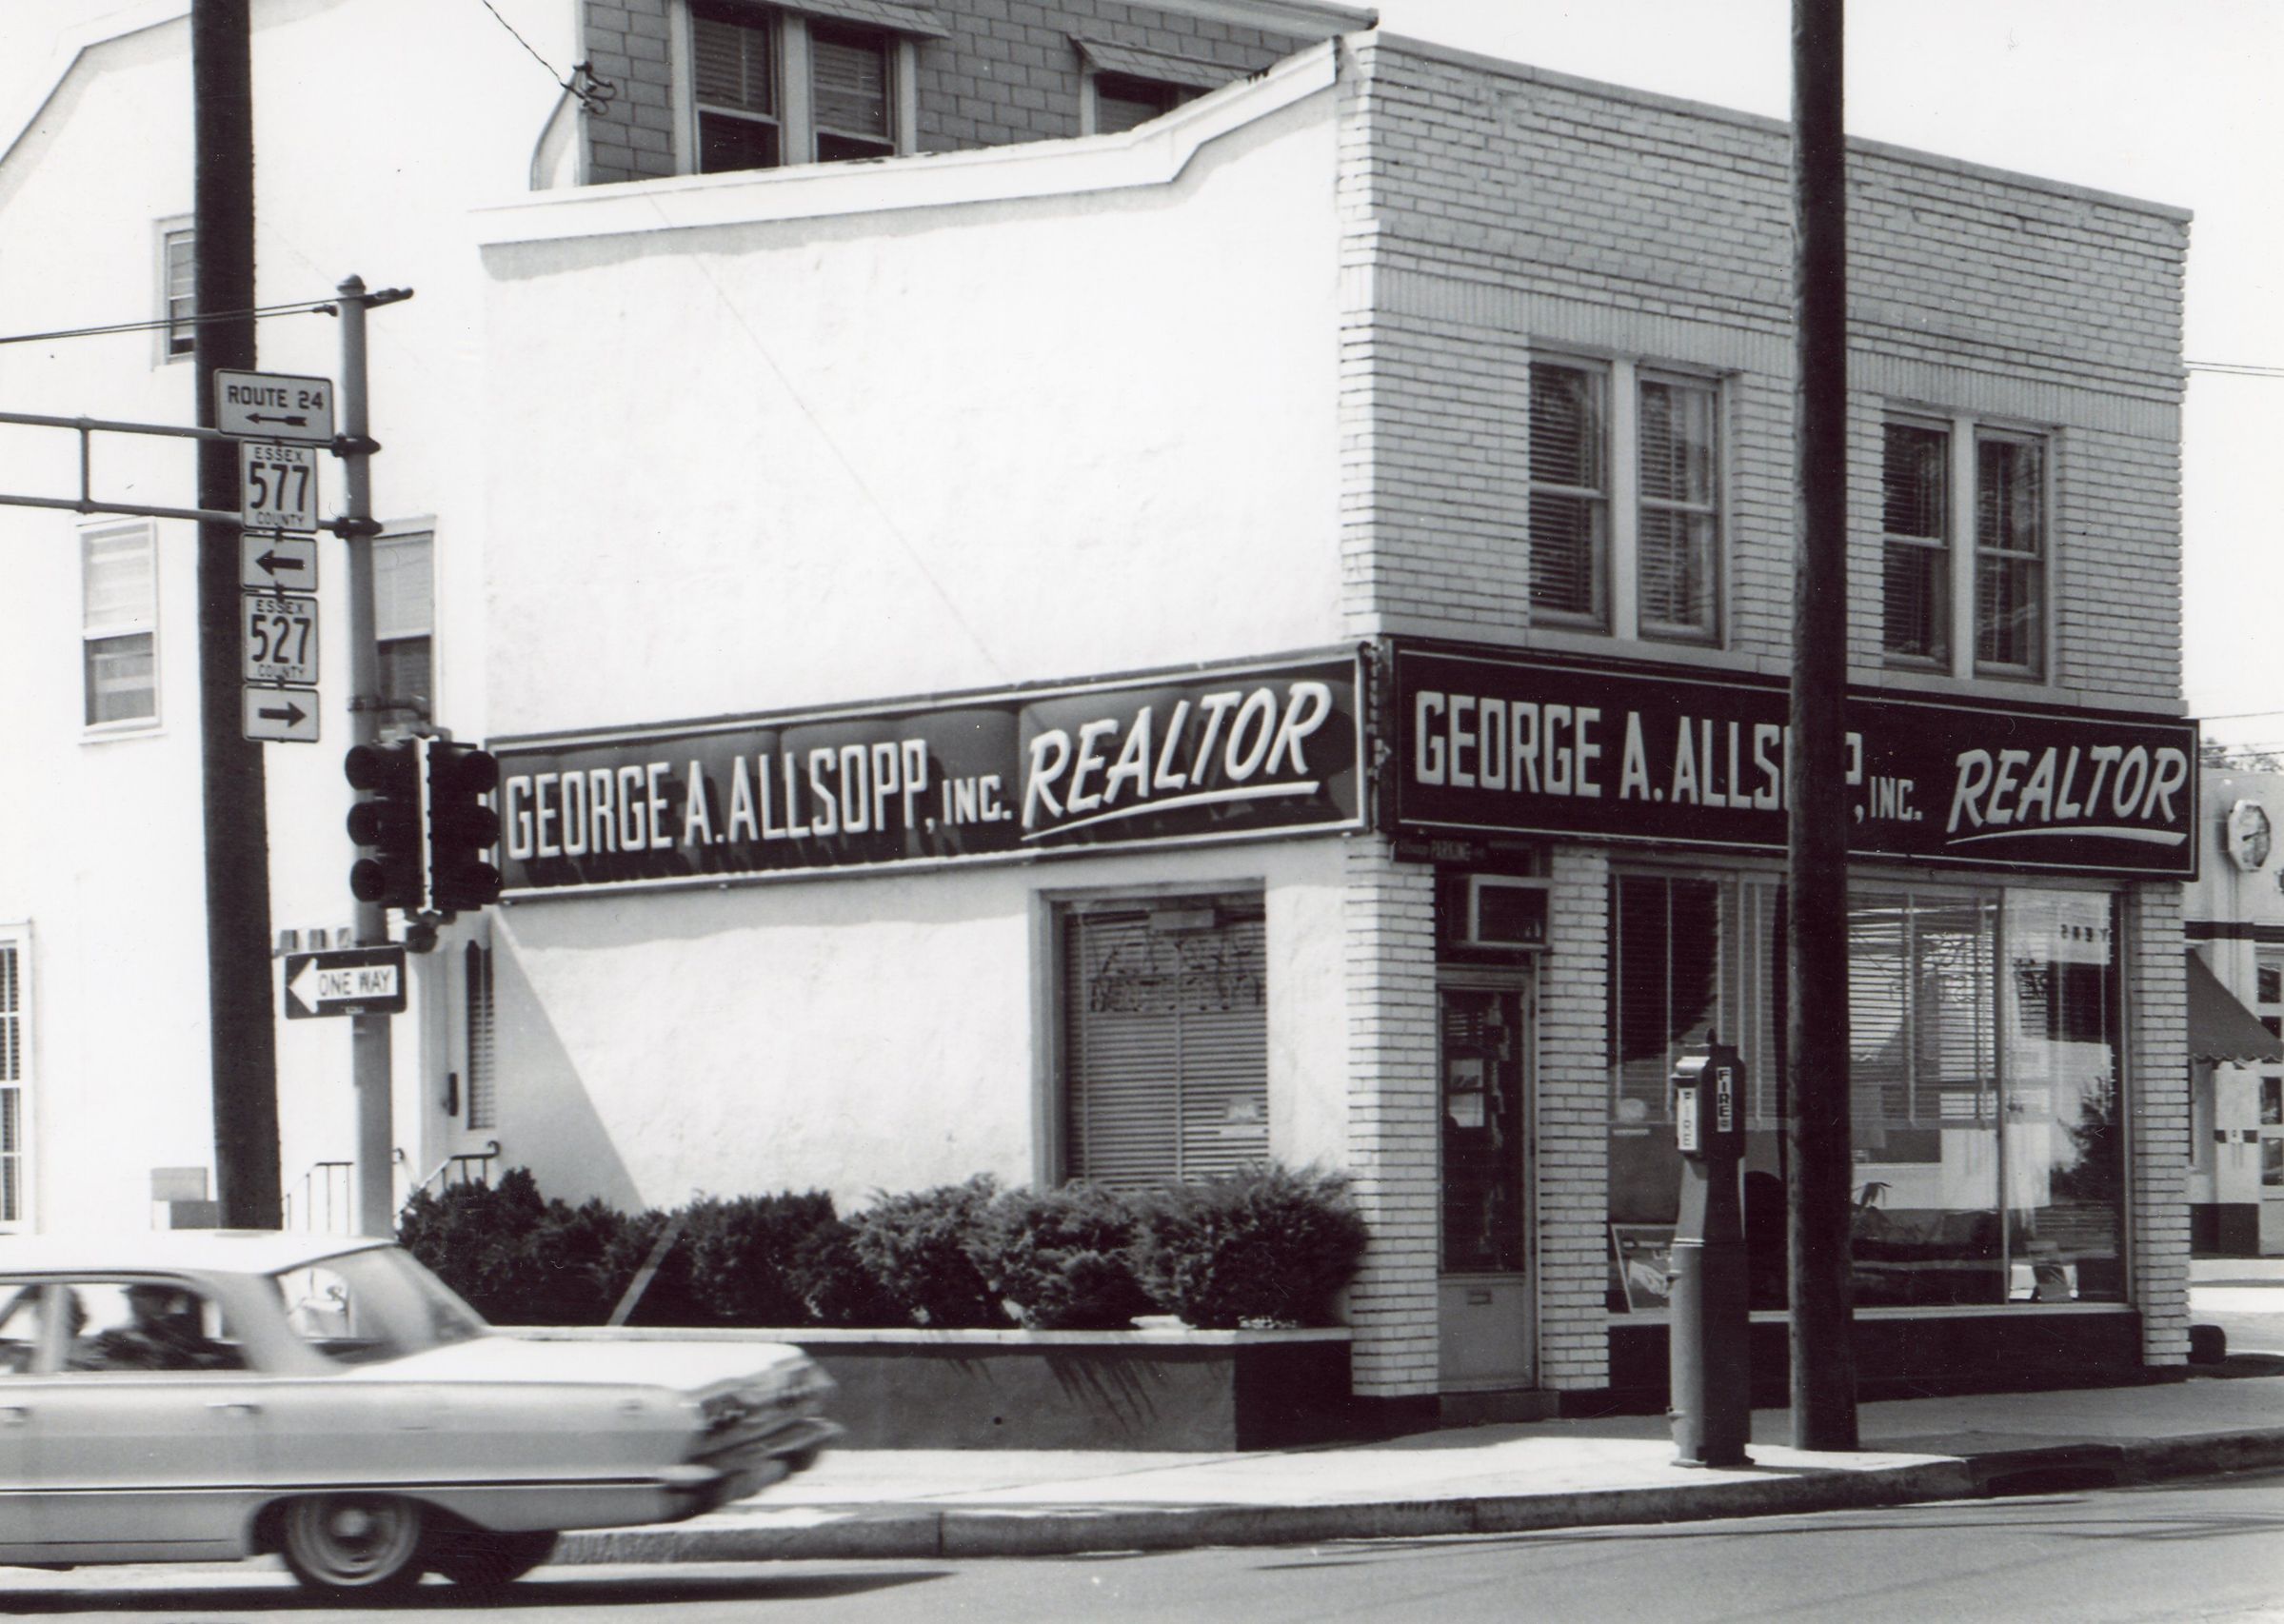 ROUTE 24
ESSEX
577
COUNTY
ESSEX
527
COUNTY
ONE WAY
GEORGE A. ALLSOPP, INC. REALTOR
GEORGE A. ALLS P, INC. REALTOR
PARKING
FIRE
FIRE